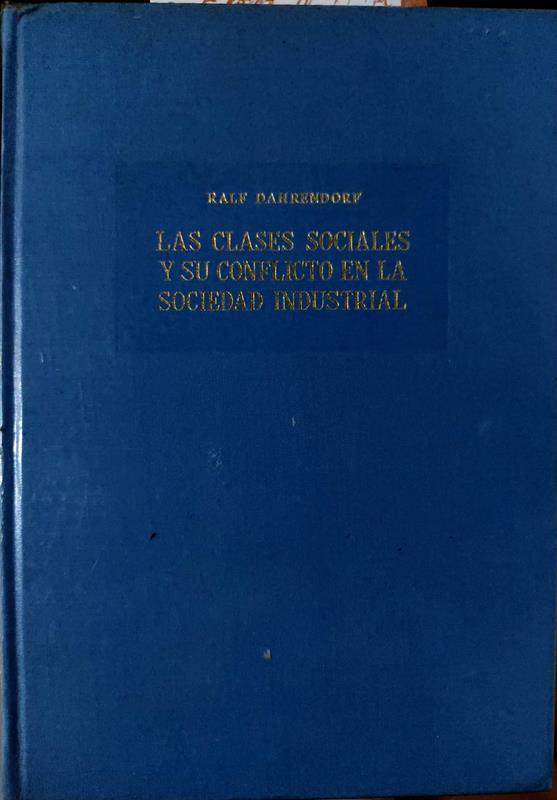 RALF DAHRENDORF
LAS CLASES SOCIALES
Y SU CONFLICTO EN LA
SOCIEDAD INDUSTRIAL